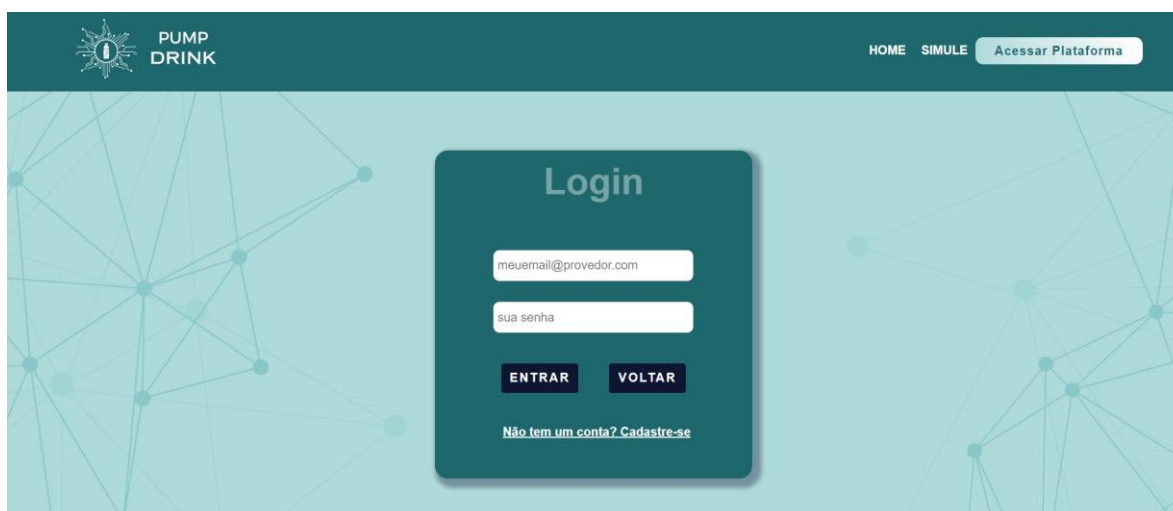 PUMP
DRINK
HOME SIMULE Acessar Plataforma
Login
meuemail@provedor.com
sua senha
ENTRAR VOLTAR
Não tem um conta? Cadastre-se